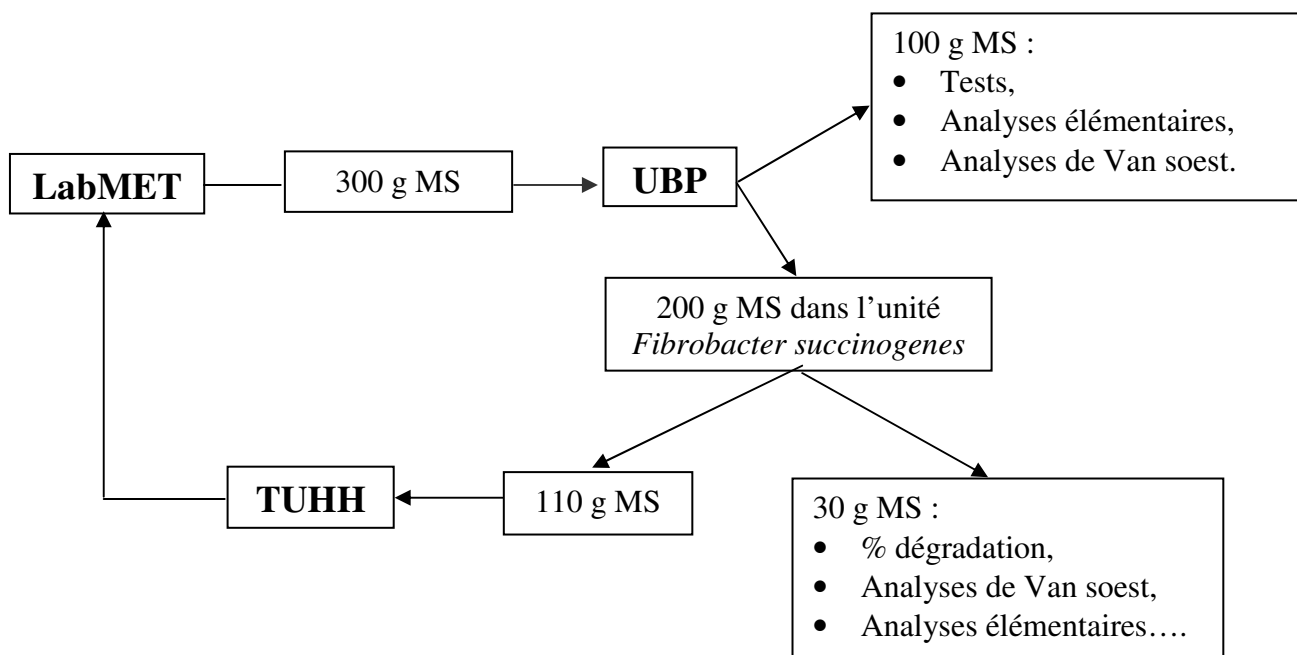 LabMET
300 g MS
UBP
100 g MS :
• Tests,
• Analyses élémentaires,
• Analyses de Van soest.
200 g MS dans l’unité
Fibrobacter succinogenes
TUHH
110 g MS
30 g MS :
• % dégradation,
• Analyses de Van soest,
• Analyses élémentaires….